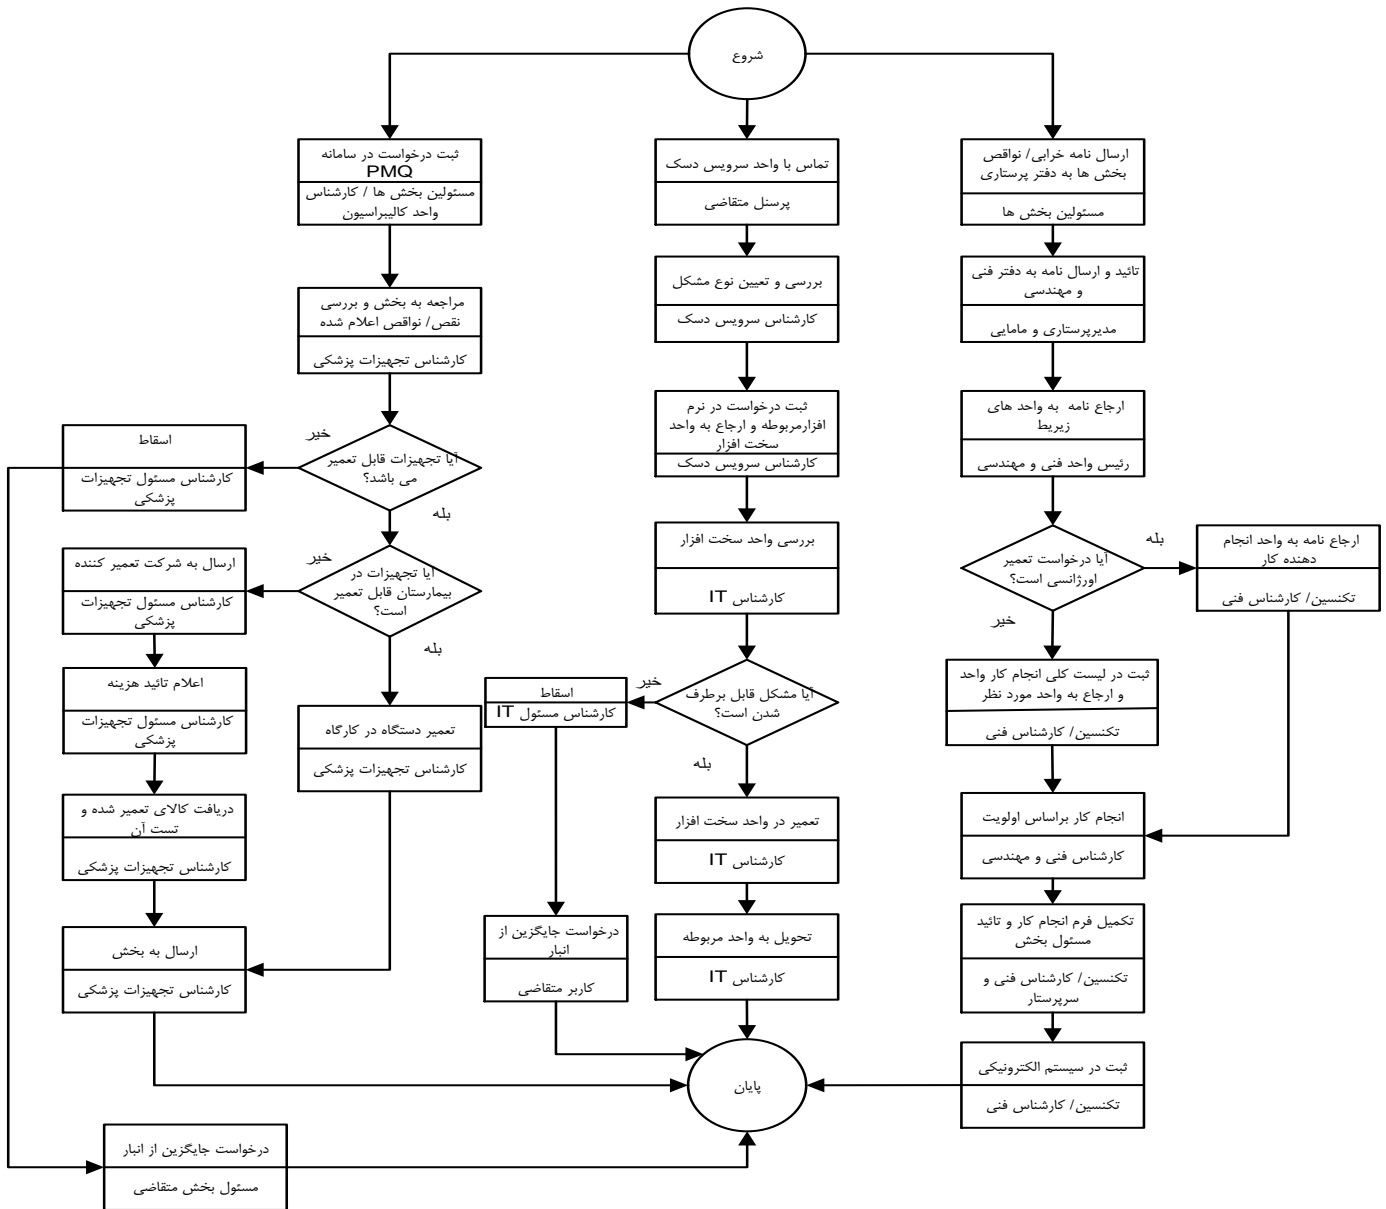 شروع
ارسال نامه خرابی/ نواقص
بخش ها به دفتر پرستاری
مسئولین بخش ها
تائید و ارسال نامه به دفتر فنی
و مهندسی
مدیرپرستاری و مامایی
ارجاع نامه به واحد های
زیربط
رئیس واحد فنی و مهندسی
آیا درخواست تعمیر
اورژانسی است؟
بله
ارجاع نامه به واحد انجام
دهنده کار
تکنسین/ کارشناس فنی
خیر
ثبت در لیست کلی انجام کار واحد
و ارجاع به واحد مورد نظر
تکنسین/ کارشناس فنی
انجام کار براساس اولویت
کارشناس فنی و مهندسی
تکمیل فرم انجام کار و تائید
مسئول بخش
تکنسین/ کارشناس فنی و
سرپرستار
ثبت در سیستم الکترونیکی
تکنسین/ کارشناس فنی
تماس با واحد سرویس دسک
پرسنل متقاضی
بررسی و تعیین نوع مشکل
کارشناس سرویس دسک
ثبت درخواست در نرم
افزارمربوطه و ارجاع به واحد
سخت افزار
کارشناس سرویس دسک
بررسی واحد سخت افزار
کارشناس IT
آیا مشکل قابل برطرف
شدن است؟
خیر
اسقاط
کارشناس مسئول IT
درخواست جایگزین از
انبار
کاربر متقاضی
بله
تعمیر در واحد سخت افزار
کارشناس IT
تحویل به واحد مربوطه
کارشناس IT
ثبت درخواست در سامانه
PMQ
مسئولین بخش ها / کارشناس
واحد کالیبراسیون
مراجعه به بخش و بررسی
نقص/ نواقص اعلام شده
کارشناس تجهیزات پزشکی
آیا تجهیزات قابل تعمیر
می باشد؟
خیر
اسقاط
کارشناس مسئول تجهیزات
پزشکی
بله
آیا تجهیزات در
بیمارستان قابل تعمیر
است؟
خیر
ارسال به شرکت تعمیر کننده
کارشناس مسئول تجهیزات
پزشکی
اعلام تائید هزینه
کارشناس مسئول تجهیزات
پزشکی
دریافت کالای تعمیر شده و
تست آن
کارشناس تجهیزات پزشکی
بله
تعمیر دستگاه در کارگاه
کارشناس تجهیزات پزشکی
ارسال به بخش
کارشناس تجهیزات پزشکی
درخواست جایگزین از انبار
مسئول بخش متقاضی
پایان